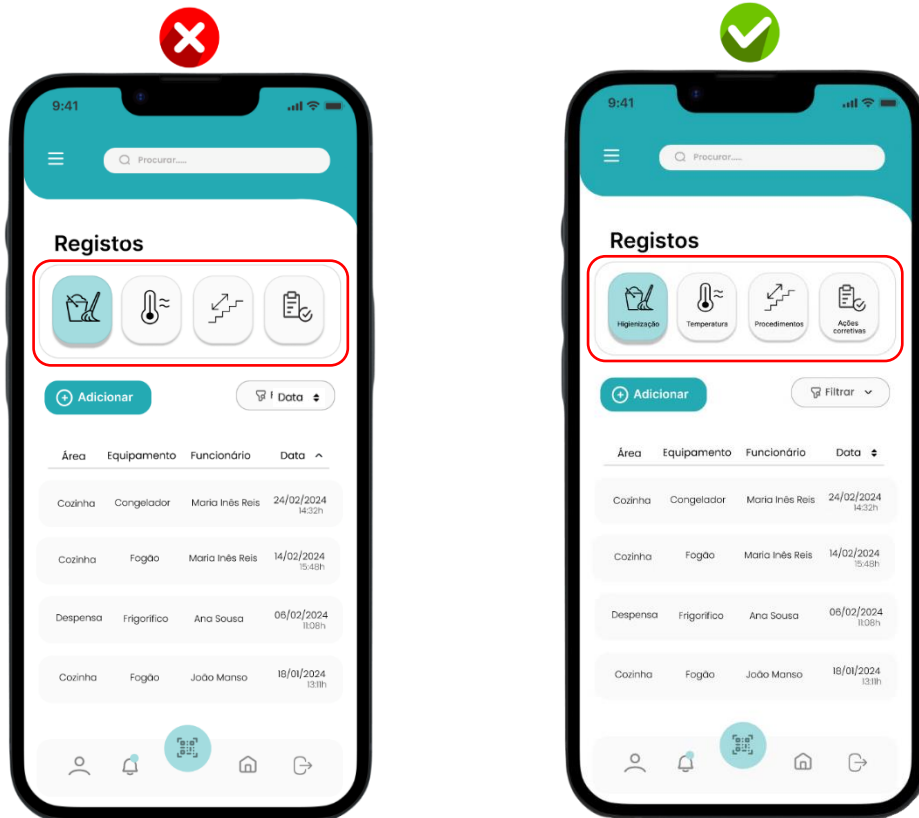 9:41
Procurar.....
Registos
Adicionar
Data
Área Equipamento Funcionário Data
Cozinha Congelador Maria Inês Reis 24/02/2024
14:32h
Cozinha Fogão Maria Inês Reis 14/02/2024
15:48h
Despensa Frigorífico Ana Sousa 06/02/2024
11:08h
Cozinha Fogão João Manso 18/01/2024
13:11h
9:41
Procurar.....
Registos
Higienização
Temperatura
Procedimentos
Ações
corretivas
Adicionar
Filtrar
Área Equipamento Funcionário Data
Cozinha Congelador Maria Inês Reis 24/02/2024
14:32h
Cozinha Fogão Maria Inês Reis 14/02/2024
15:48h
Despensa Frigorífico Ana Sousa 06/02/2024
11:08h
Cozinha Fogão João Manso 18/01/2024
13:11h